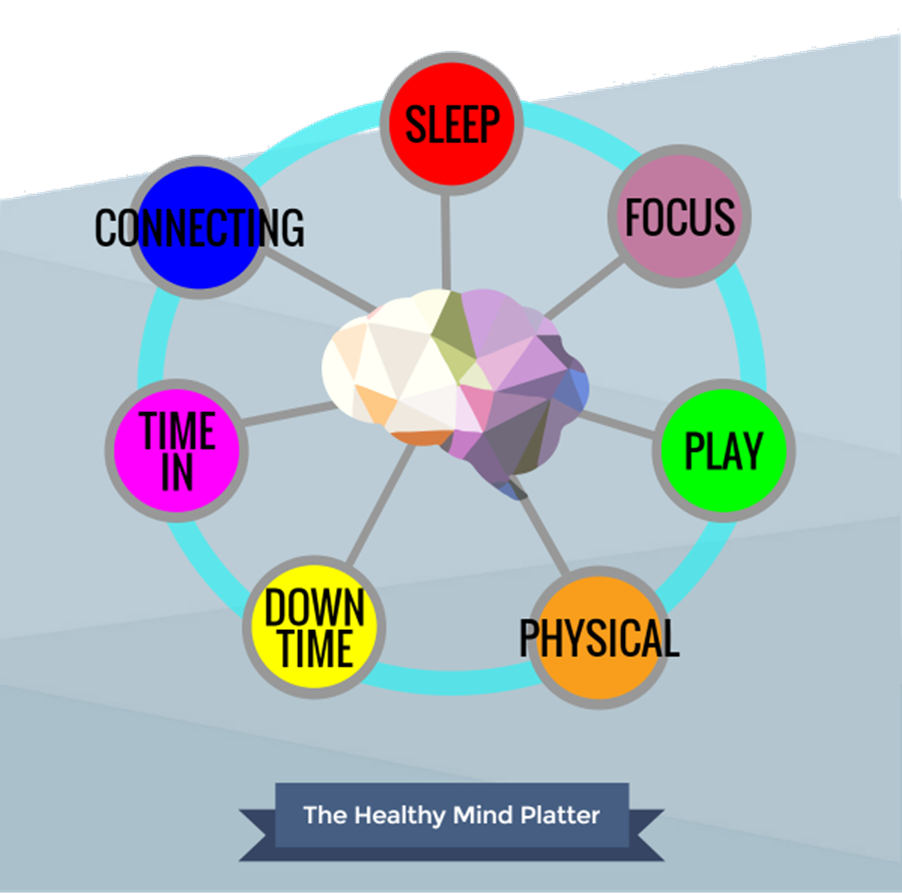 SLEEP
FOCUS
PLAY
PHYSICAL
DOWN
TIME
TIME
IN
CONNECTING
The Healthy Mind Platter